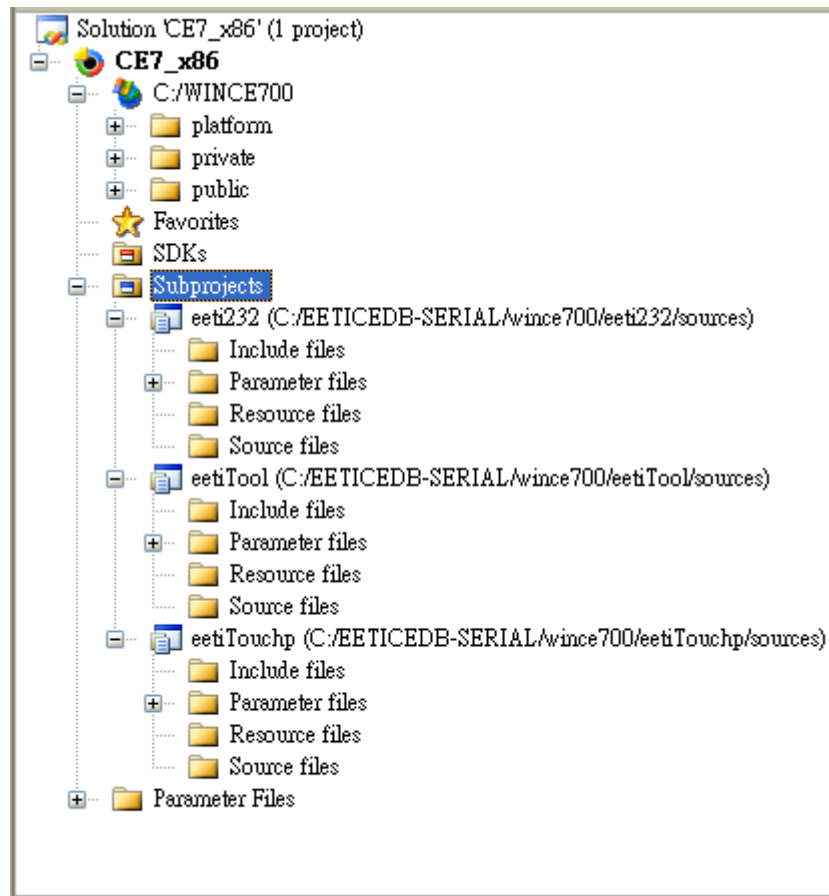 Solution 'CE7_x86' (1 project)
CE7_x86
C:/WINCE700
platform
private
public
Favorites
SDKs
Subprojects
eeti232 (C:/EETICEDB-SERIAL/wince700/eeti232/sources)
Include files
Parameter files
Resource files
Source files
eetiTool (C:/EETICEDB-SERIAL/wince700/eetiTool/sources)
Include files
Parameter files
Resource files
Source files
eetiTouchp (C:/EETICEDB-SERIAL/wince700/eetiTouchp/sources)
Include files
Parameter files
Resource files
Source files
Parameter Files